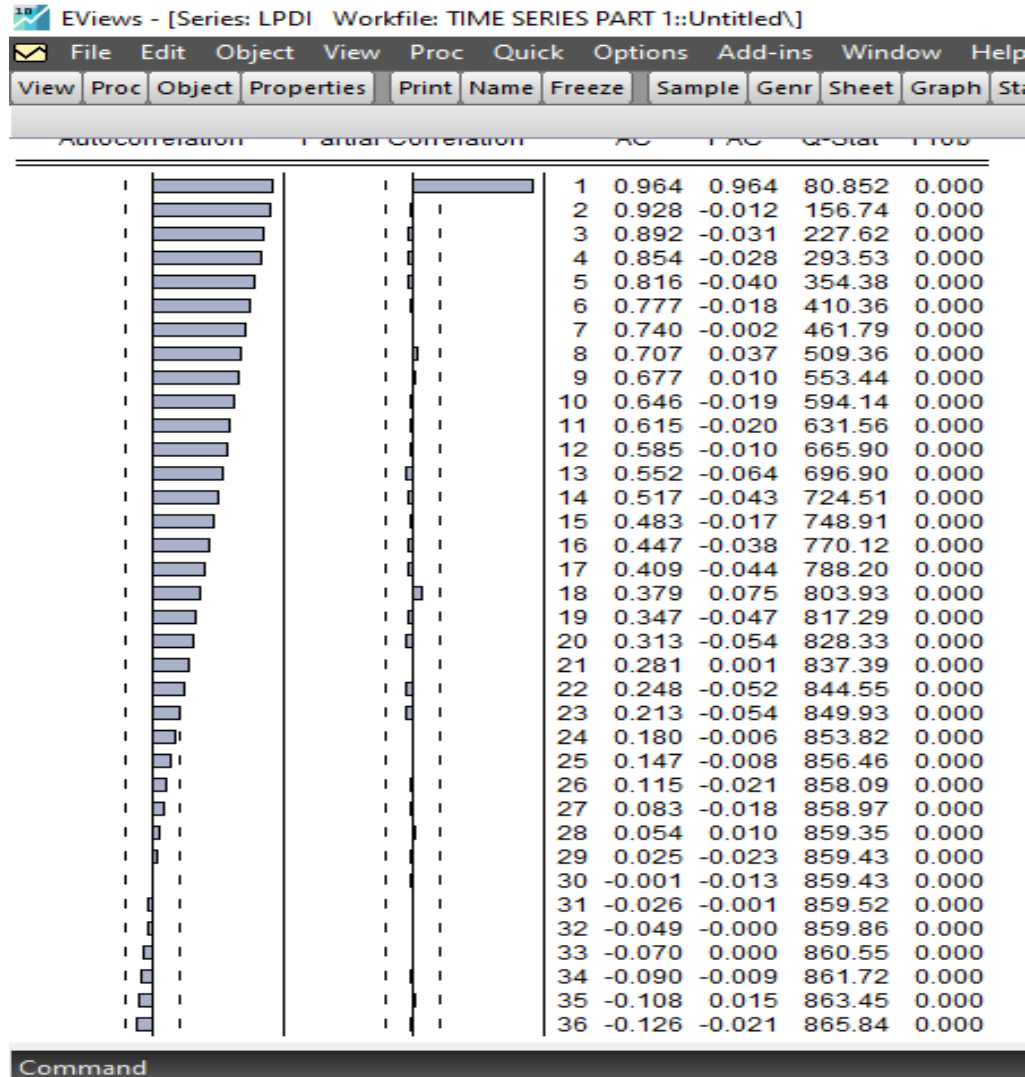 EViews - [Series: LPDI Workfile: TIME SERIES PART 1::Untitled\]
File Edit Object View Proc Quick Options Add-ins Window Help
View Proc Object Properties Print Name Freeze Sample Genr Sheet Graph Sta
Autocorrelation Partial Correlation AC PAC Q-Stat Prob
1 0.964 0.964 80.852 0.000
2 0.928 -0.012 156.74 0.000
3 0.892 -0.031 227.62 0.000
4 0.854 -0.028 293.53 0.000
5 0.816 -0.040 354.38 0.000
6 0.777 -0.018 410.36 0.000
7 0.740 -0.002 461.79 0.000
8 0.707 0.037 509.36 0.000
9 0.677 0.010 553.44 0.000
10 0.646 -0.019 594.14 0.000
11 0.615 -0.020 631.56 0.000
12 0.585 -0.010 665.90 0.000
13 0.552 -0.064 696.90 0.000
14 0.517 -0.043 724.51 0.000
15 0.483 -0.017 748.91 0.000
16 0.447 -0.038 770.12 0.000
17 0.409 -0.044 788.20 0.000
18 0.379 0.075 803.93 0.000
19 0.347 -0.047 817.29 0.000
20 0.313 -0.054 828.33 0.000
21 0.281 0.001 837.39 0.000
22 0.248 -0.052 844.55 0.000
23 0.213 -0.054 849.93 0.000
24 0.180 -0.006 853.82 0.000
25 0.147 -0.008 856.46 0.000
26 0.115 -0.021 858.09 0.000
27 0.083 -0.018 858.97 0.000
28 0.054 0.010 859.35 0.000
29 0.025 -0.023 859.43 0.000
30 -0.001 -0.013 859.43 0.000
31 -0.026 -0.001 859.52 0.000
32 -0.049 -0.000 859.86 0.000
33 -0.070 0.000 860.55 0.000
34 -0.090 -0.009 861.72 0.000
35 -0.108 0.015 863.45 0.000
36 -0.126 -0.021 865.84 0.000
Command